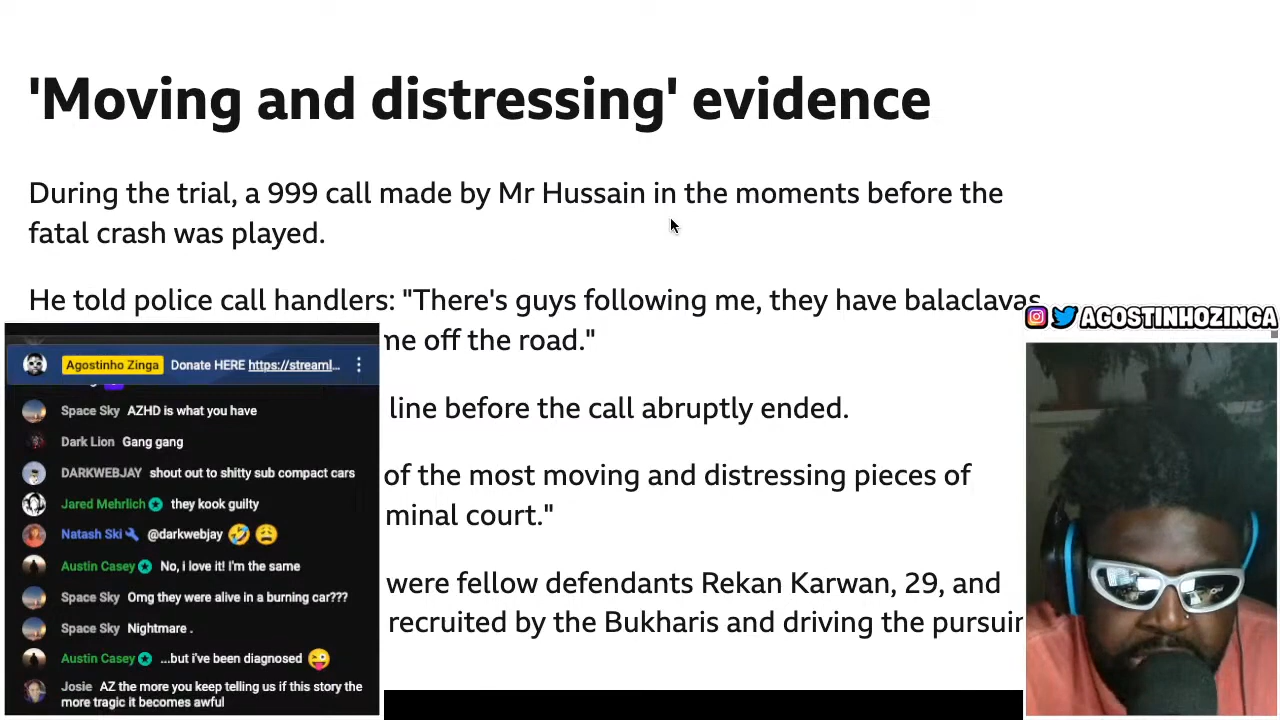 'Moving and distressing' evidence
During the trial, a 999 call made by Mr Hussain in the moments before the
fatal crash was played.
He told police call handlers: "There's guys following me, they have balaclavas
me off the road."
line before the call abruptly ended.
of the most moving and distressing pieces of
minal court."
were fellow defendants Rekan Karwan, 29, and
recruited by the Bukharis and driving the pursuin
Agostinho Zinga Donate HERE https://streaml...
Space Sky AZHD is what you have
Dark Lion Gang gang
DARKWEBJAY shout out to shitty sub compact cars
Jared Mehrlich they kook guilty
Natash Ski @darkwebjay 🤣 😩
Austin Casey No, i love it! I'm the same
Space Sky Omg they were alive in a burning car???
Space Sky Nightmare .
Austin Casey ...but i've been diagnosed 😜
Josie AZ the more you keep telling us if this story the
more tragic it becomes awful
AGOSTINHOZINGA